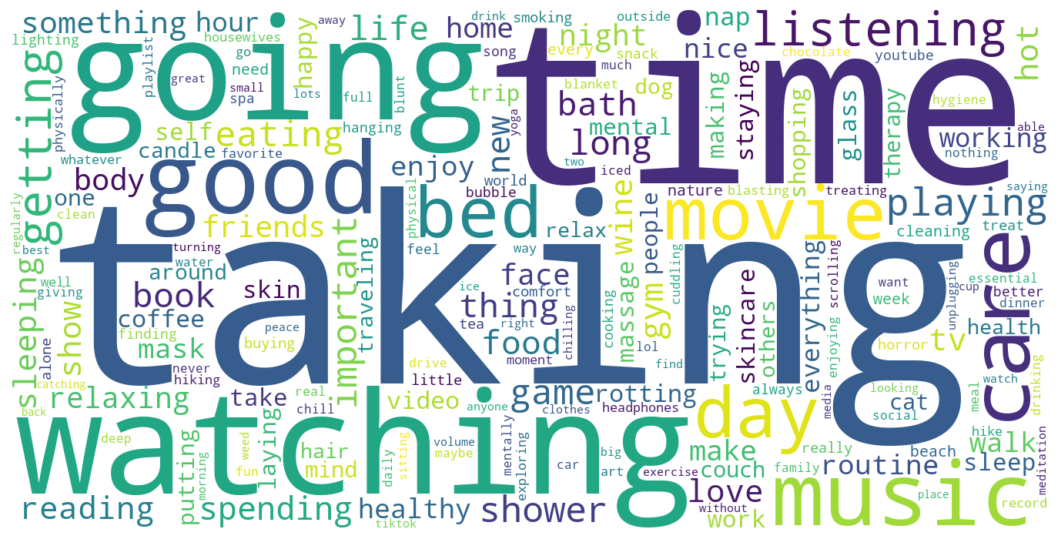 something hour
lighting
housewives
playlist
go
need
great
small
spa
lots
happy
every
away
full
blunt
life
drink
smoking
home
song
much
outside
night
snack
nap
nice
chocolate
listening
youtube
hot
going
time
physically
getting
self
eating
hanging
trip
blanket
dog
bath
yoga
mental
long
iced
two
new
making
staying
shopping
glass
therapy
hygiene
working
able
nothing
whatever
candle
favorite
body
good
enjoy
world
bubble
bed
relax
nature
blasting
treating
movie
playing
saying
cleaning
treat
one
clean
regularly
friends
important
traveling
physical
feel
way
massage
wine
gym
people
cuddling
skincare
everything
scrolling
enjoying
want
week
unplugging
essential
cup
better
dinner
health
care
best
turning
water
around
well
giving
sleeping
show
alone
finding
book
skin
coffee
peace
buying
mask
taking
face
ice
comfort
thing
tea
right
moment
food
chilling
cooking
lol
find
trying
others
horror
tv
drinking
meal
catching
never
hiking
relaxing
take
real
chill
drive
little
video
game
rotting
always
day
media
looking
social
watch
cat
hike
walk
back
deep
putting
morning
laying
weed
fun
hair
mind
daily
sitting
anyone
volume
maybe
mentally
exploring
clothes
headphones
car
big
art
make
couch
exercise
without
really
family
routine
beach
sleep
meditation
watching
love
work
place
music
record
reading
spending
tiktok
healthy
shower